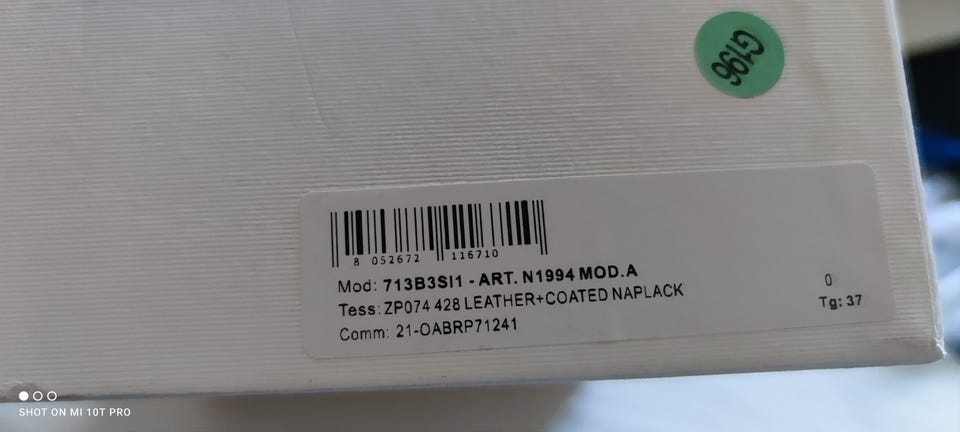 G196
8 052672 116710
Mod: 713B3SI1 - ART. N1994 MOD.A
Tess: ZP074 428 LEATHER+COATED NAPLACK
Comm: 21-OABRP71241
0
Tg: 37
SHOT ON MI 10T PRO